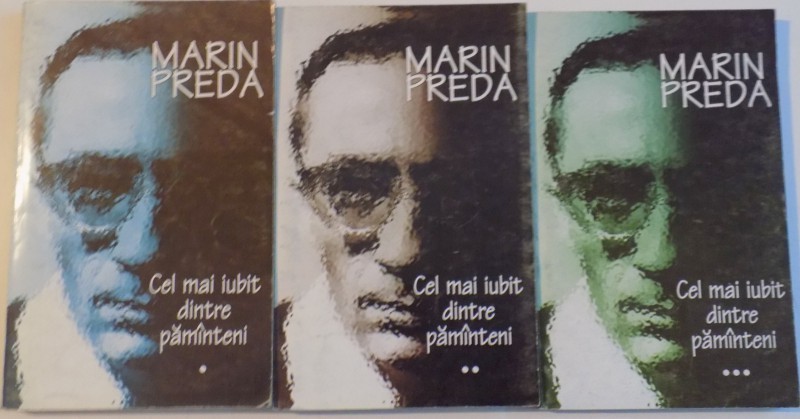 MARIN
PREDA
Cel mai iubit
dintre
pămînteni
*
MARIN
PREDA
Cel mai iubit
dintre
pămînteni
**
MARIN
PREDA
Cel mai iubit
dintre
pămînteni
***